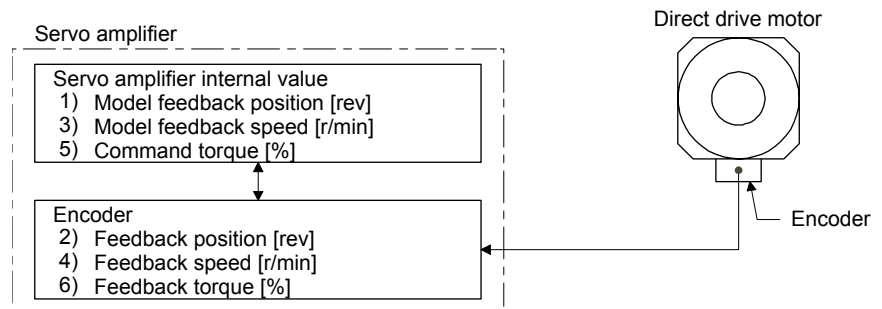 Direct drive motor
Servo amplifier
Servo amplifier internal value
1) Model feedback position [rev]
3) Model feedback speed [r/min]
5) Command torque [%]
Encoder
2) Feedback position [rev]
4) Feedback speed [r/min]
6) Feedback torque [%]
Encoder